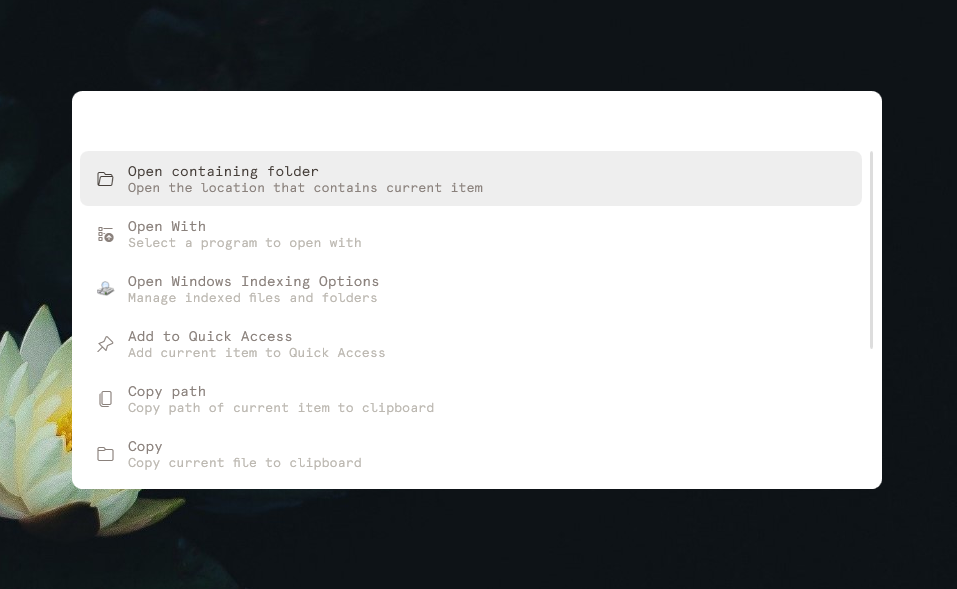 Open containing folder
Open the location that contains current item
Open With
Select a program to open with
Open Windows Indexing Options
Manage indexed files and folders
Add to Quick Access
Add current item to Quick Access
Copy path
Copy path of current item to clipboard
Copy
Copy current file to clipboard